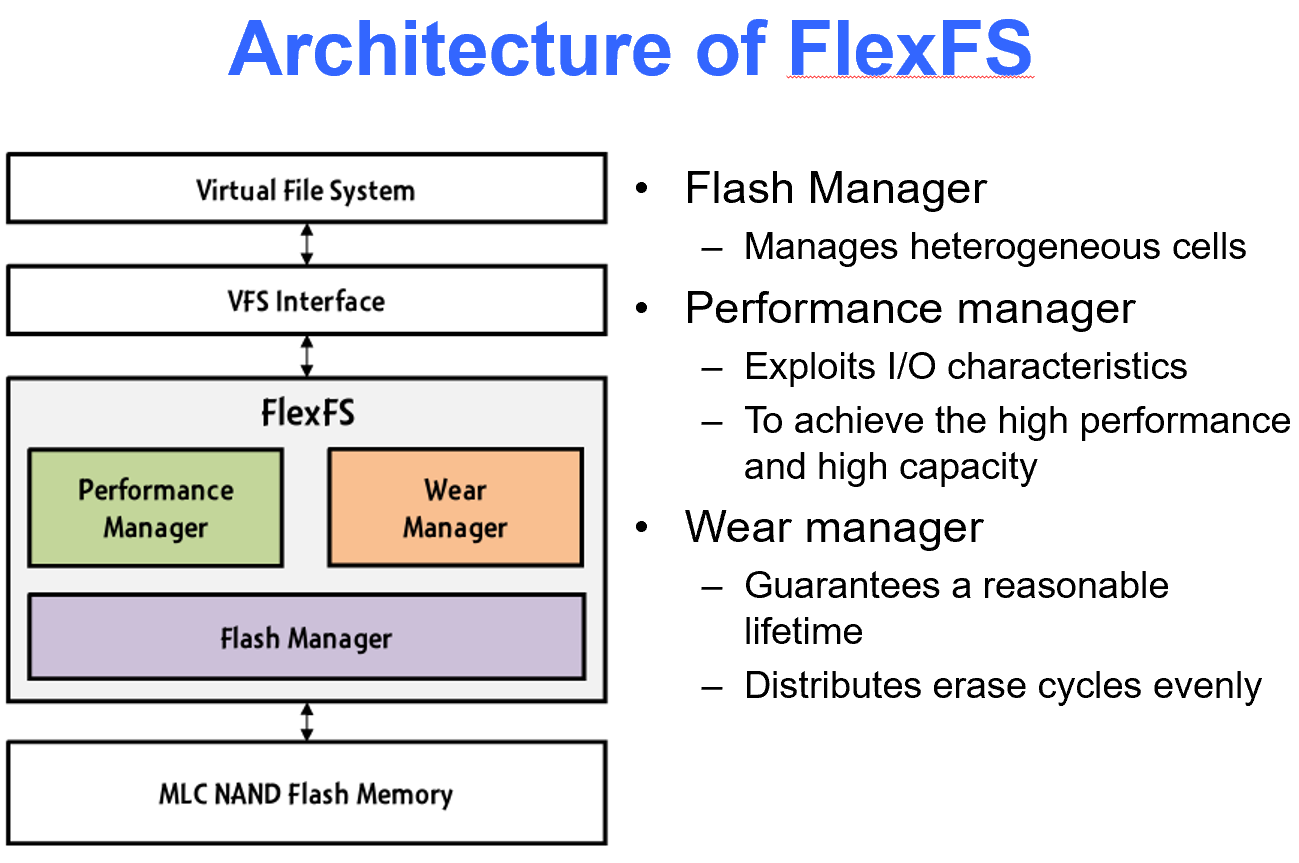 Architecture of FlexFS
Virtual File System
VFS Interface
FlexFS
Performance
Manager
Wear
Manager
Flash Manager
MLC NAND Flash Memory
• Flash Manager
– Manages heterogeneous cells
• Performance manager
– Exploits I/O characteristics
– To achieve the high performance
and high capacity
• Wear manager
– Guarantees a reasonable
lifetime
– Distributes erase cycles evenly